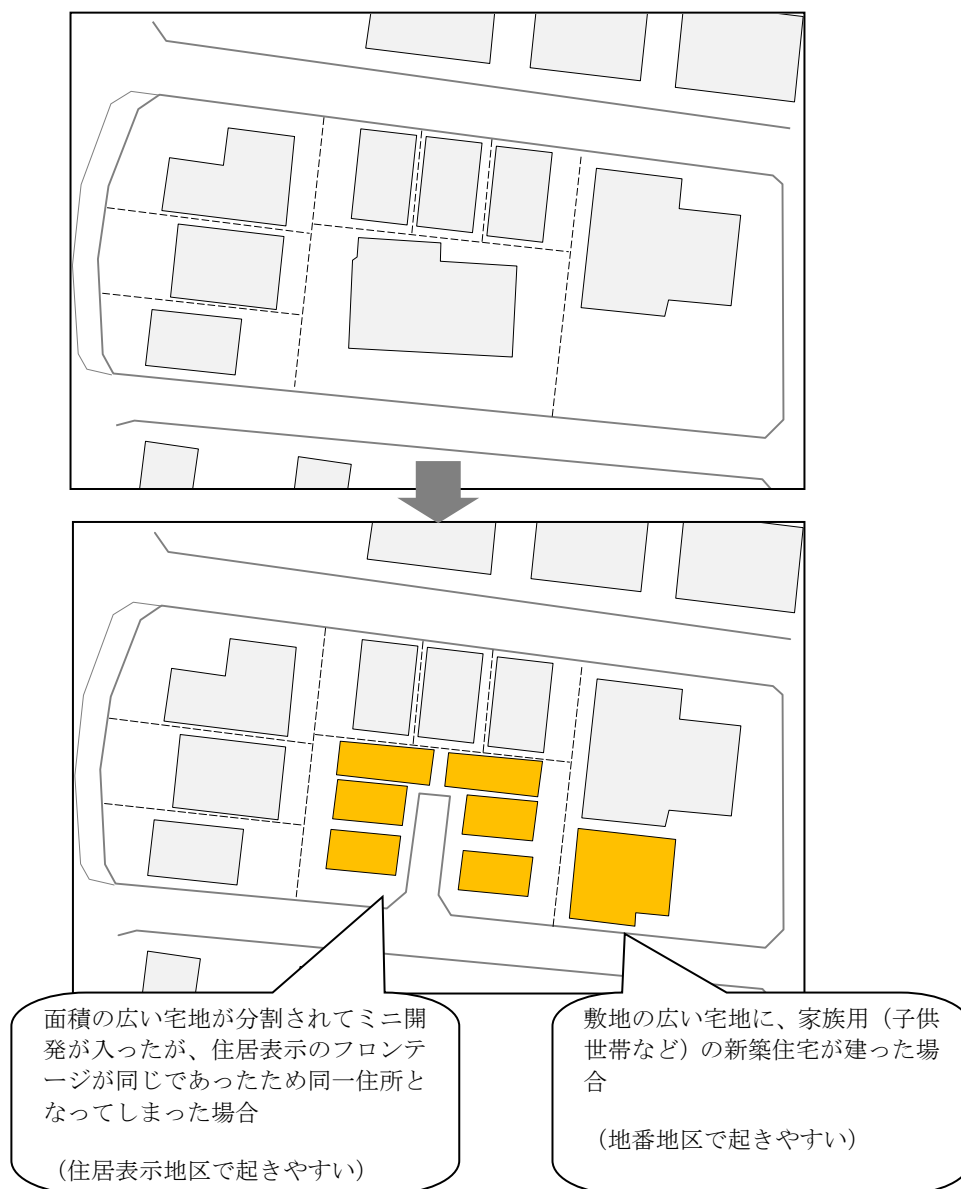 面積の広い宅地が分割されてミニ開
発が入ったが、住居表示のフロンテ
ージが同じであったため同一住所と
なってしまった場合
（住居表示地区で起きやすい）
敷地の広い宅地に、家族用（子供
世帯など）の新築住宅が建った場
合
（地番地区で起きやすい）